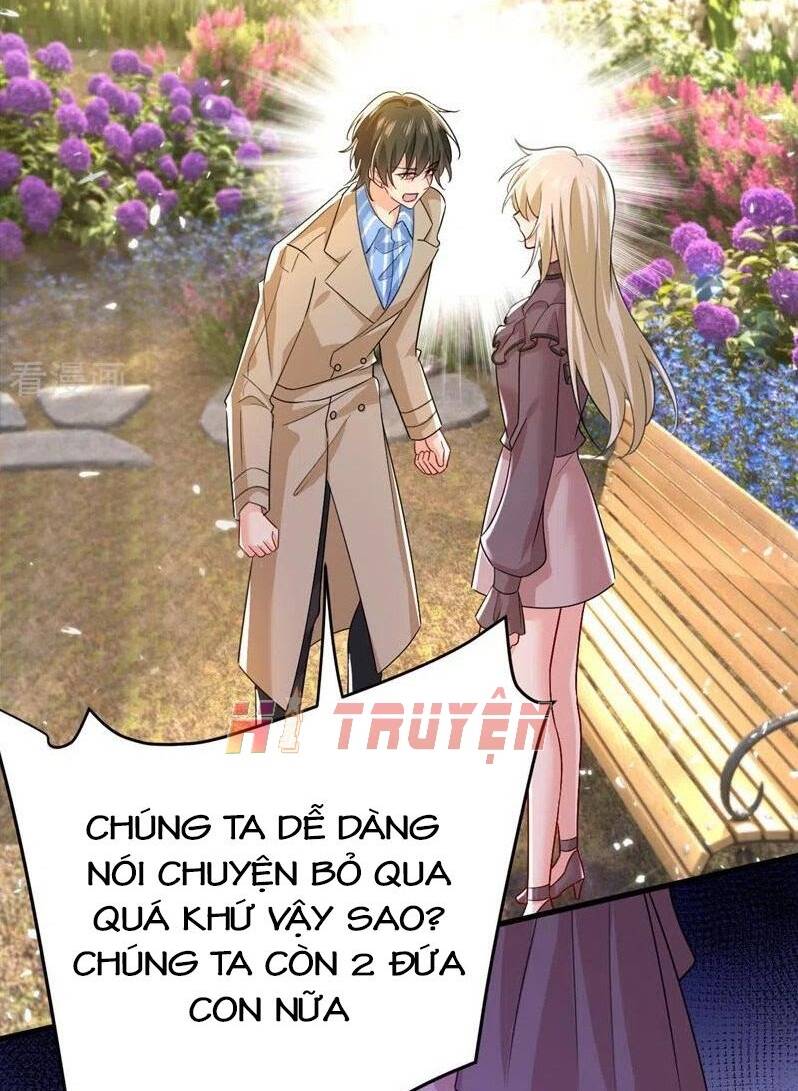 看漫画
HI TRUYỆN
CHÚNG TA DỄ DÀNG
NÓI CHUYỆN BỎ QUA
QUÁ KHỨ VẬY SAO?
CHÚNG TA CÒN 2 ĐỨA
CON NỮA